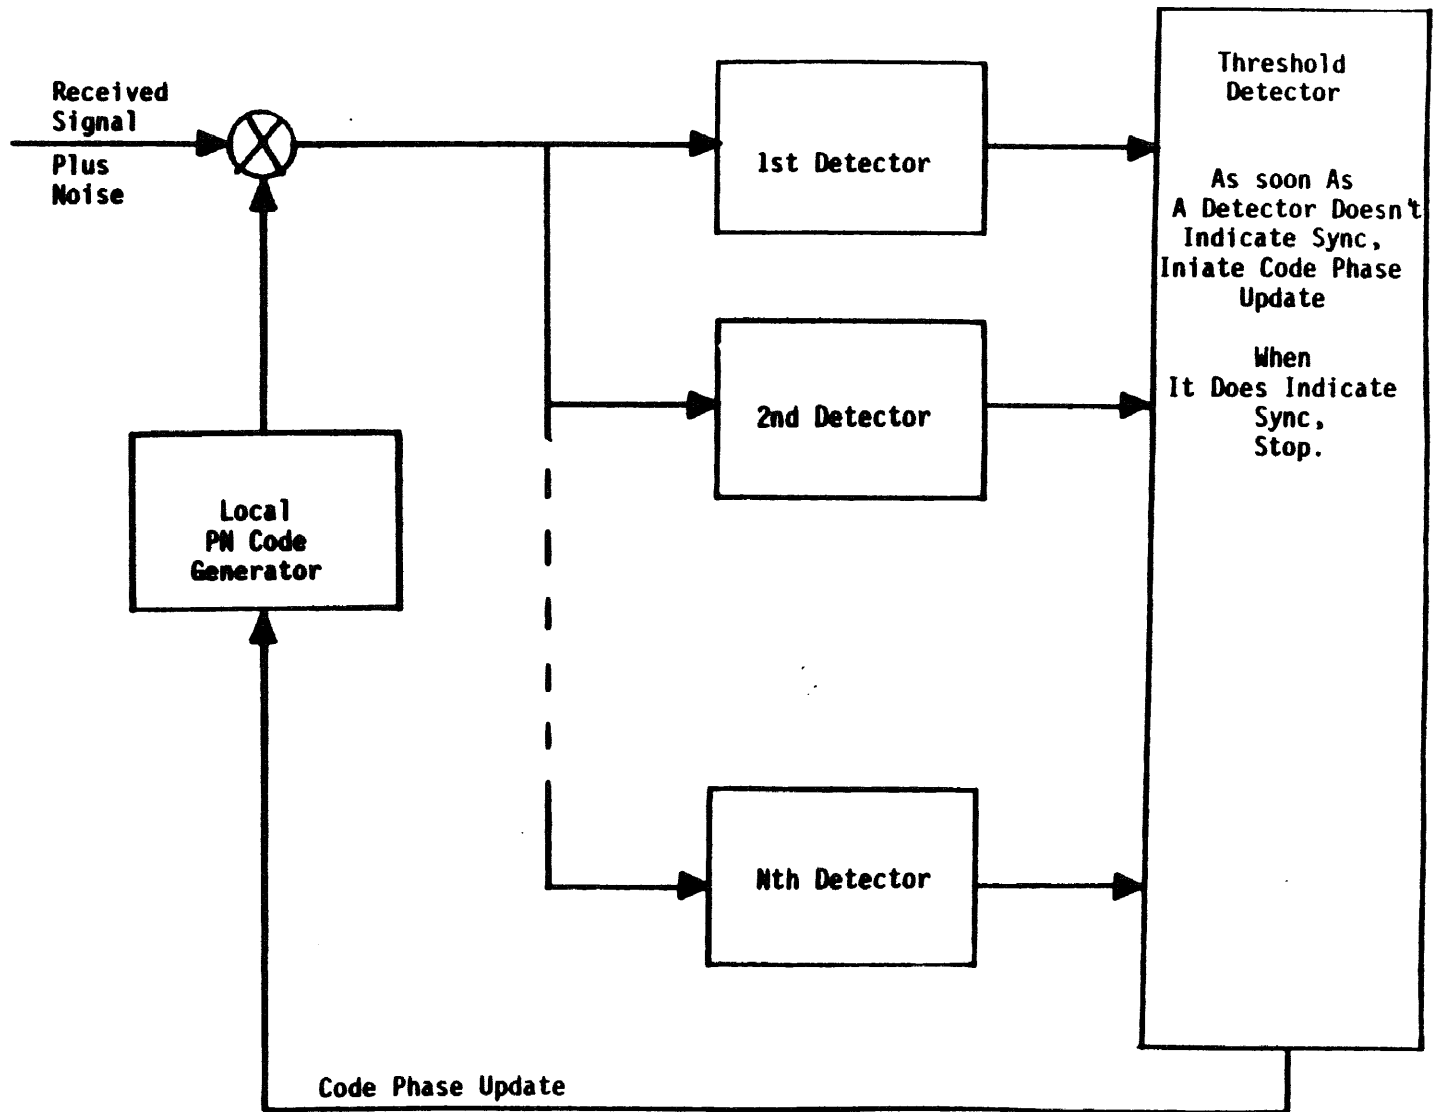 Received
Signal
Plus
Noise
1st Detector
Threshold
Detector
As soon As
A Detector Doesn't
Indicate Sync,
Iniate Code Phase
Update
When
It Does Indicate
Sync,
Stop.
2nd Detector
Local
PN Code
Generator
Nth Detector
Code Phase Update